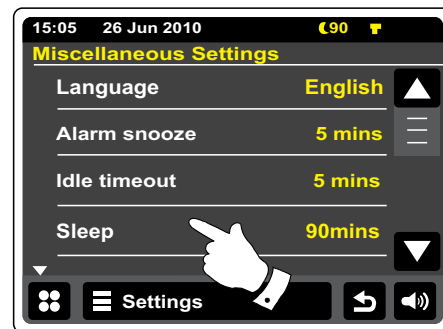 15:05 26 Jun 2010 90
Miscellaneous Settings
Language English
Alarm snooze 5 mins
Idle timeout 5 mins
Sleep 90mins
Settings